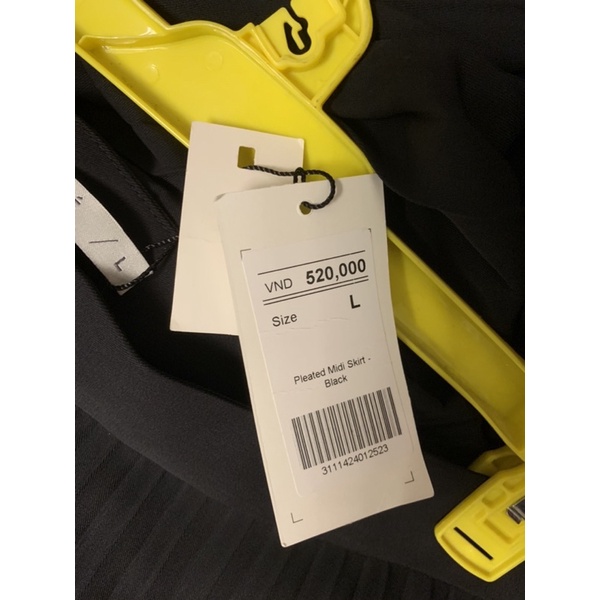 VND 520,000
Size L
Pleated Midi Skirt -
Black
3111424012523
/ L